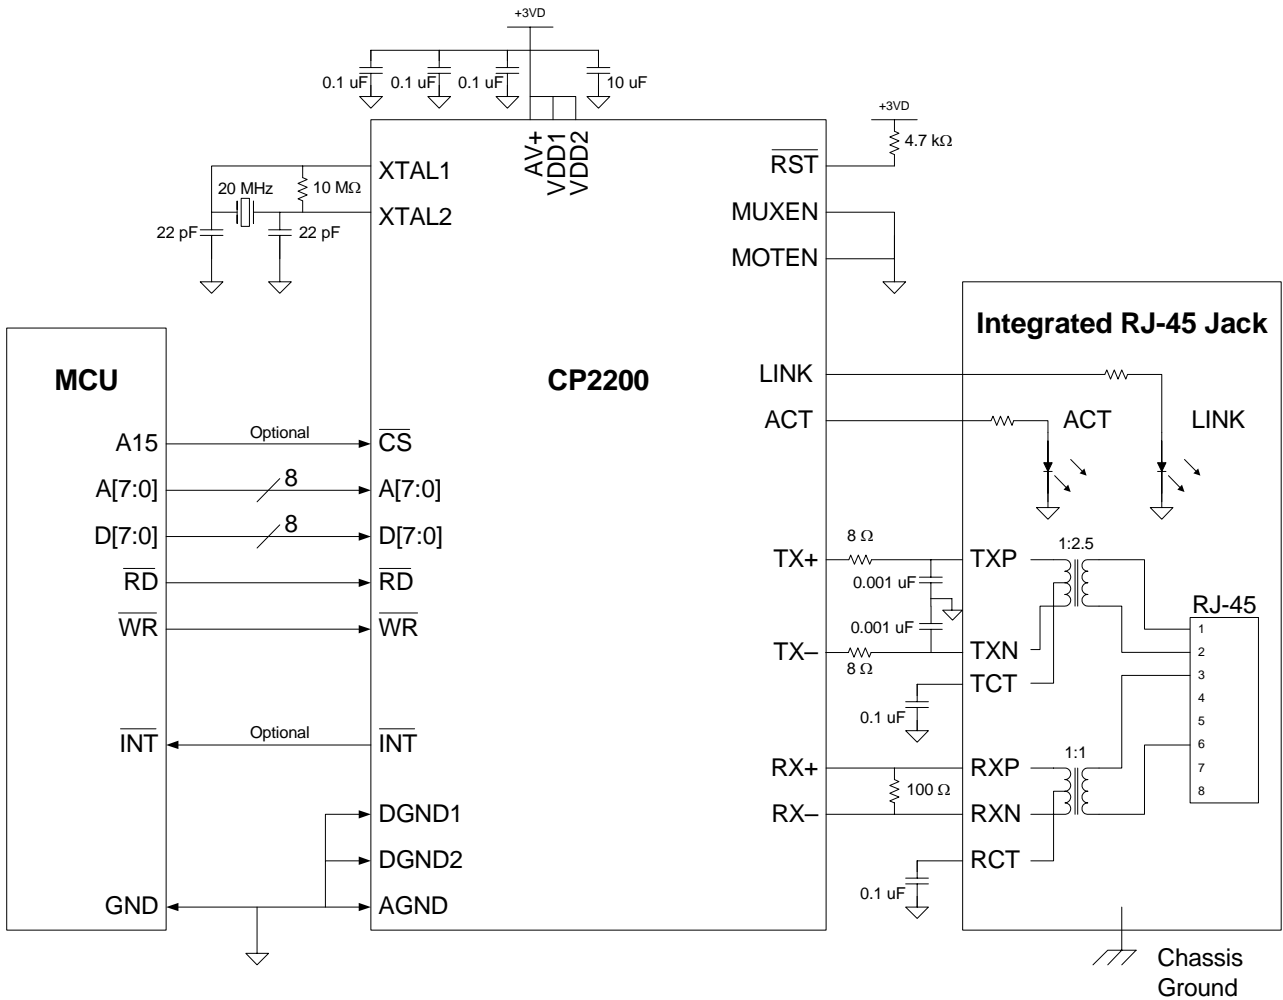 +3VD
0.1 uF
0.1 uF
0.1 uF
10 uF
+3VD
4.7 kΩ
AV+
VDD1
VDD2
XTAL1
20 MHz
10 MΩ
XTAL2
22 pF
22 pF
RST
MUXEN
MOTEN
Integrated RJ-45 Jack
MCU
CP2200
LINK
ACT
ACT
LINK
A15
Optional
CS
A[7:0]
8
A[7:0]
D[7:0]
8
D[7:0]
RD
RD
WR
WR
TX+
8 Ω
TXP
1:2.5
0.001 uF
0.001 uF
TX–
8 Ω
TXN
TCT
0.1 uF
RJ-45
1
2
3
4
5
6
7
8
INT
Optional
INT
RX+
RXP
1:1
100 Ω
RX–
RXN
RCT
0.1 uF
DGND1
DGND2
GND
AGND
Chassis
Ground